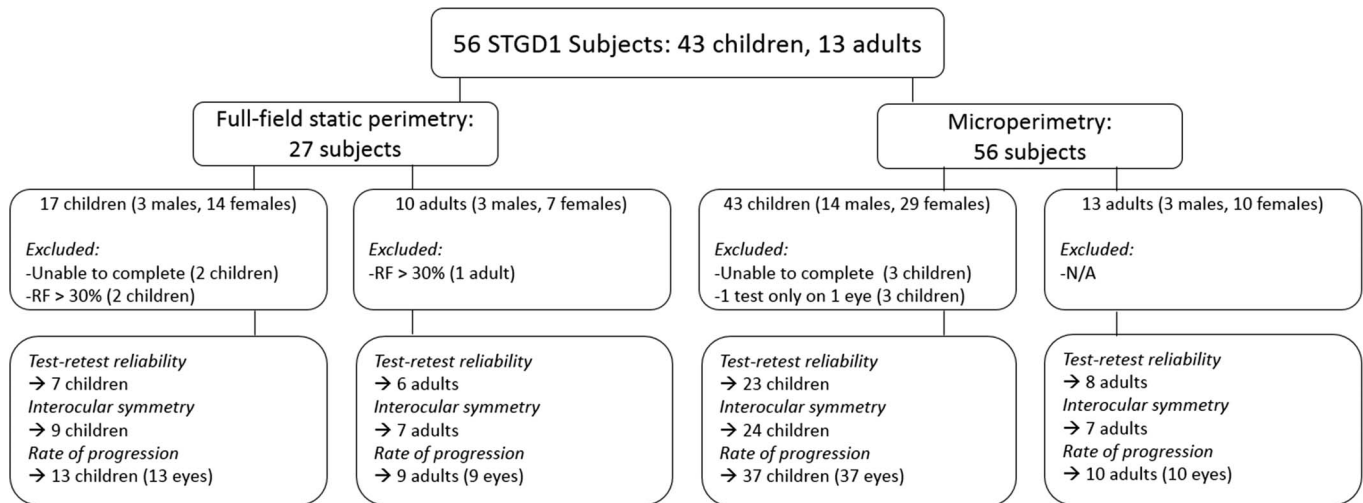 56 STGD1 Subjects: 43 children, 13 adults
Full-field static perimetry:
27 subjects
Microperimetry:
56 subjects
17 children (3 males, 14 females)
Excluded:
-Unable to complete (2 children)
-RF > 30% (2 children)
10 adults (3 males, 7 females)
Excluded:
-RF > 30% (1 adult)
43 children (14 males, 29 females)
Excluded:
-Unable to complete (3 children)
-1 test only on 1 eye (3 children)
13 adults (3 males, 10 females)
Excluded:
-N/A
Test-retest reliability
→ 7 children
Interocular symmetry
→ 9 children
Rate of progression
→ 13 children (13 eyes)
Test-retest reliability
→ 6 adults
Interocular symmetry
→ 7 adults
Rate of progression
→ 9 adults (9 eyes)
Test-retest reliability
→ 23 children
Interocular symmetry
→ 24 children
Rate of progression
→ 37 children (37 eyes)
Test-retest reliability
→ 8 adults
Interocular symmetry
→ 7 adults
Rate of progression
→ 10 adults (10 eyes)